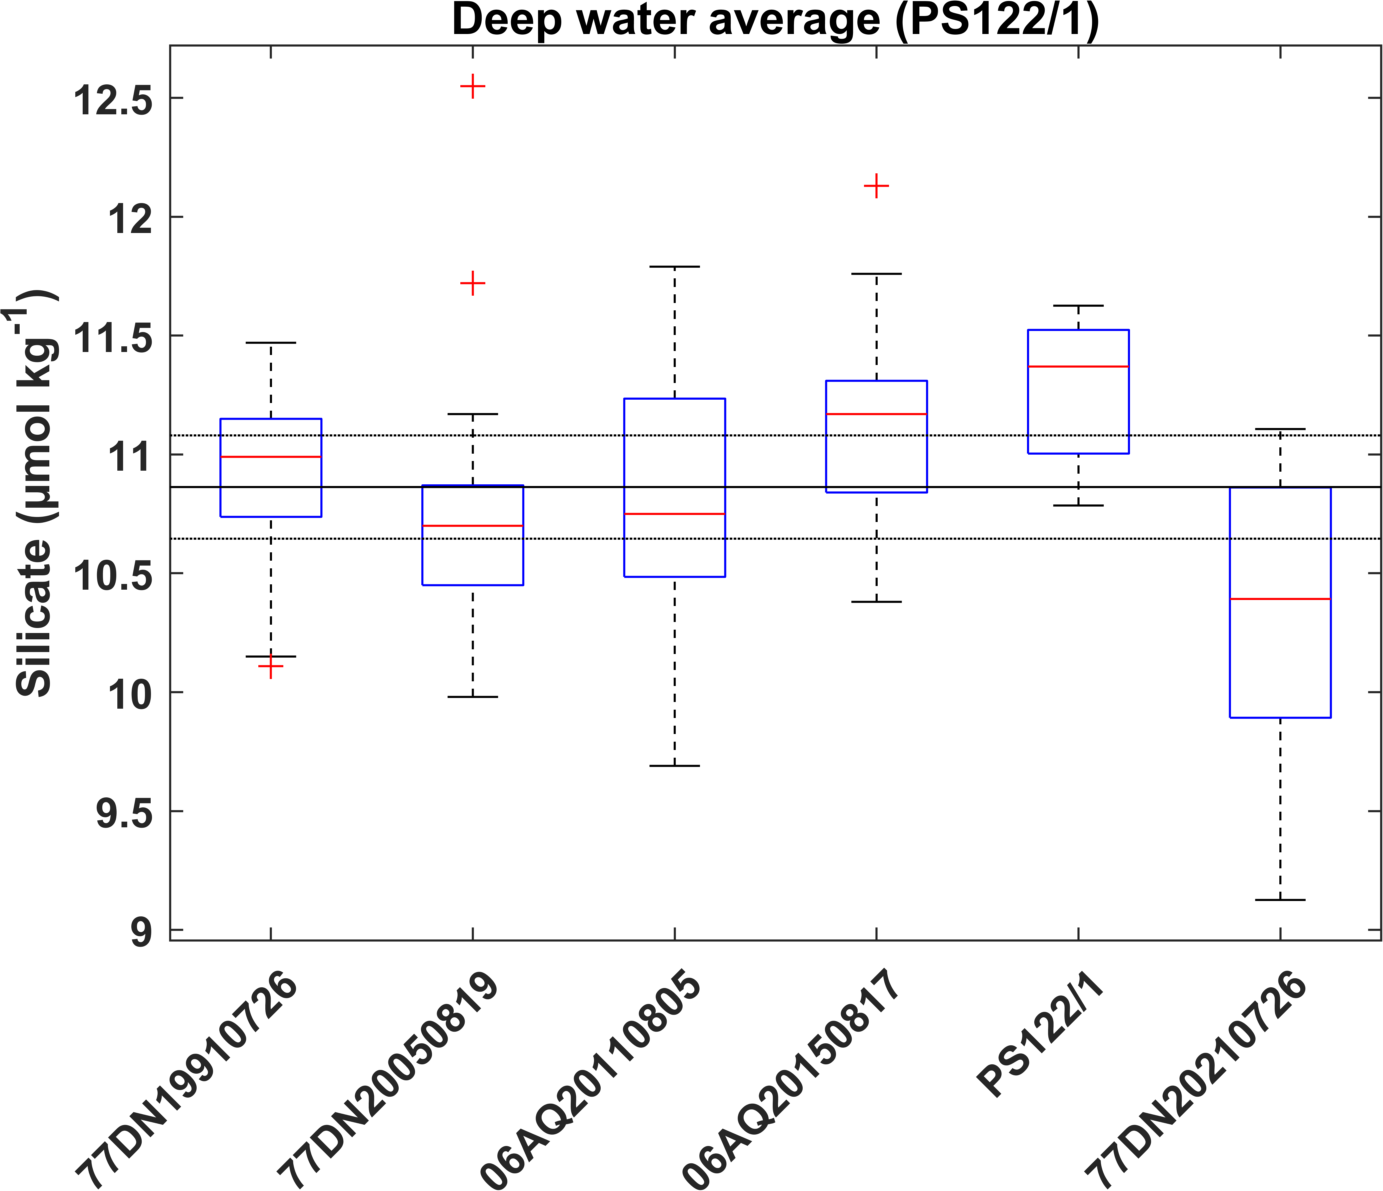 Deep water average (PS122/1)
Silicate (µmol kg⁻¹)
12.5
12
11.5
11
10.5
10
9.5
9
77DN19910726
77DN20050819
06AQ20110805
06AQ20150817
PS122/1
77DN20210726